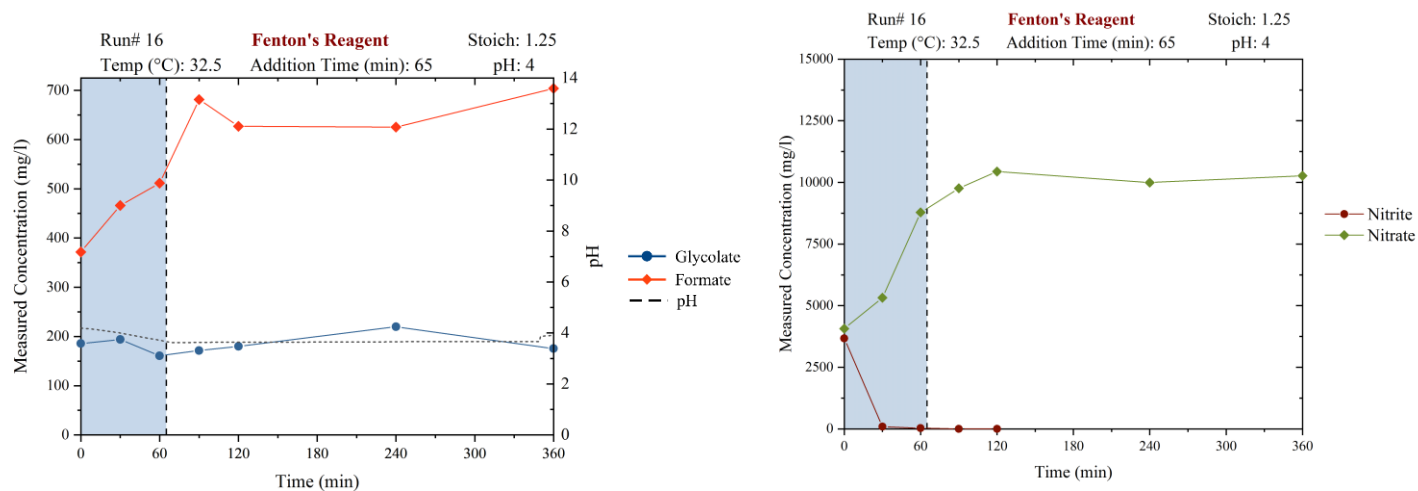 Run# 16 Fenton's Reagent Stoich: 1.25
Temp (°C): 32.5 Addition Time (min): 65 pH: 4
Measured Concentration (mg/l)
700
600
500
400
300
200
100
0
14
12
10
8
6
4
2
0
pH
0 60 120 180 240 300 360
Time (min)
Glycolate
Formate
pH
Run# 16 Fenton's Reagent Stoich: 1.25
Temp (°C): 32.5 Addition Time (min): 65 pH: 4
Measured Concentration (mg/l)
15000
12500
10000
7500
5000
2500
0
0 60 120 180 240 300 360
Time (min)
Nitrite
Nitrate